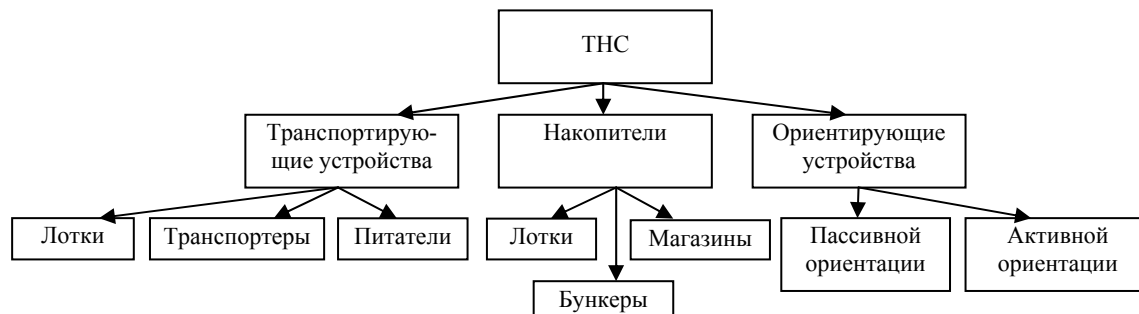 ТНС
Транспортирую-
щие устройства
Накопители
Ориентирующие
устройства
Лотки
Транспортеры
Питатели
Лотки
Магазины
Бункеры
Пассивной
ориентации
Активной
ориентации